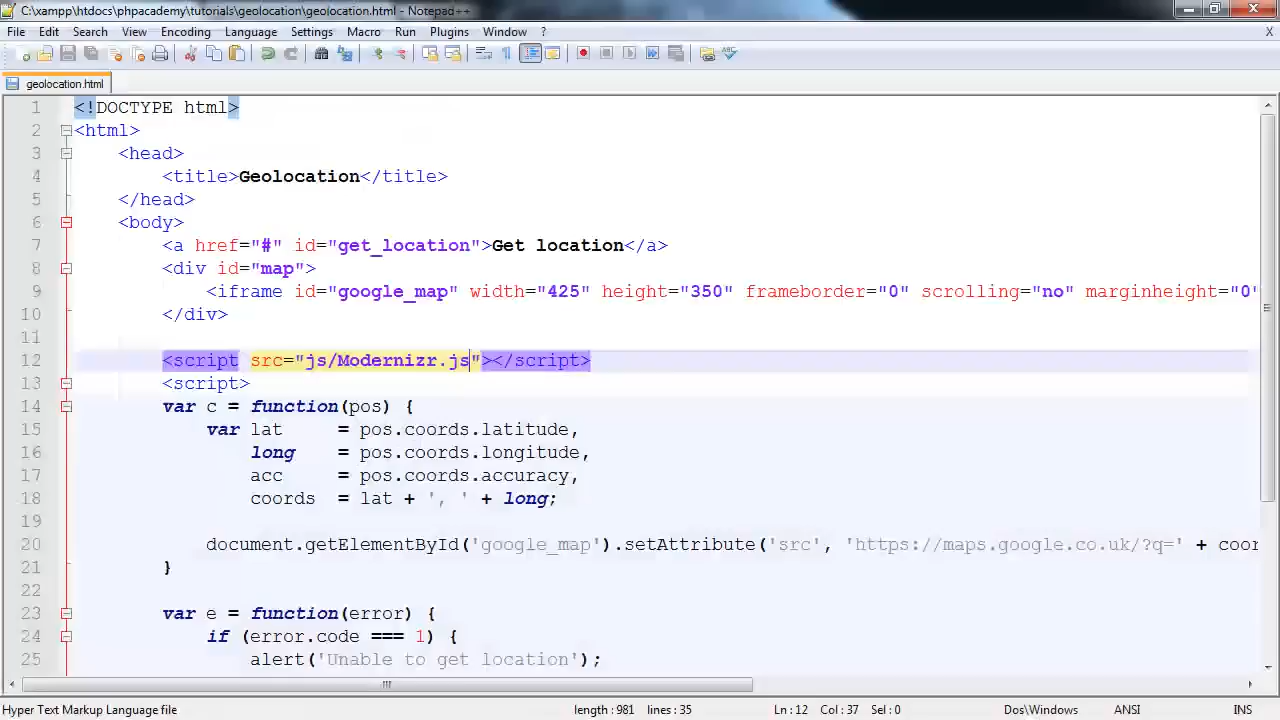 C:\xampp\htdocs\phpacademy\tutorials\geolocation\geolocation.html - Notepad++
File Edit Search View Encoding Language Settings Macro Run Plugins Window ? X
geolocation.html
1 <!DOCTYPE html>
2 <html>
3 <head>
4 <title>Geolocation</title>
5 </head>
6 <body>
7 <a href="#" id="get_location">Get location</a>
8 <div id="map">
9 <iframe id="google_map" width="425" height="350" frameborder="0" scrolling="no" marginheight="0"
10 </div>
11
12 <script src="js/Modernizr.js"></script>
13 <script>
14 var c = function(pos) {
15 var lat = pos.coords.latitude,
16 long = pos.coords.longitude,
17 acc = pos.coords.accuracy,
18 coords = lat + ', ' + long;
19
20 document.getElementById('google_map').setAttribute('src', 'https://maps.google.co.uk/?q=' + coor
21 }
22
23 var e = function(error) {
24 if (error.code === 1) {
25 alert('Unable to get location');
Hyper Text Markup Language file length : 981 lines : 35 Ln : 12 Col : 37 Sel : 0 Dos\Windows ANSI INS